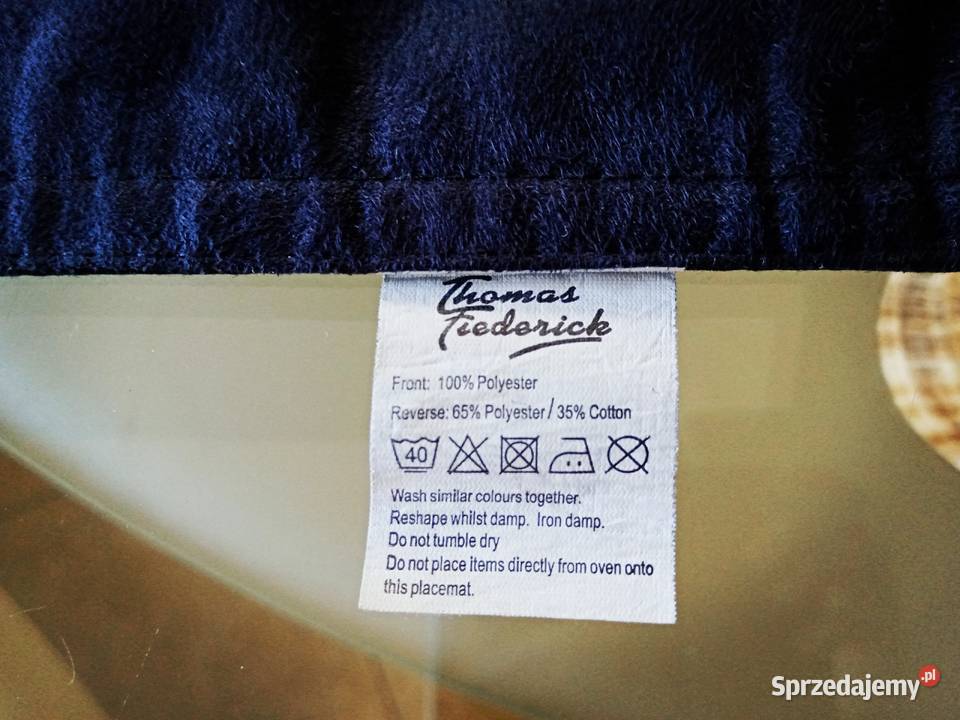 Thomas
Fiederick
Front: 100% Polyester
Reverse: 65% Polyester / 35% Cotton
40
Wash similar colours together.
Reshape whilst damp. Iron damp.
Do not tumble dry
Do not place items directly from oven onto
this placemat.
Sprzedajemy.pl